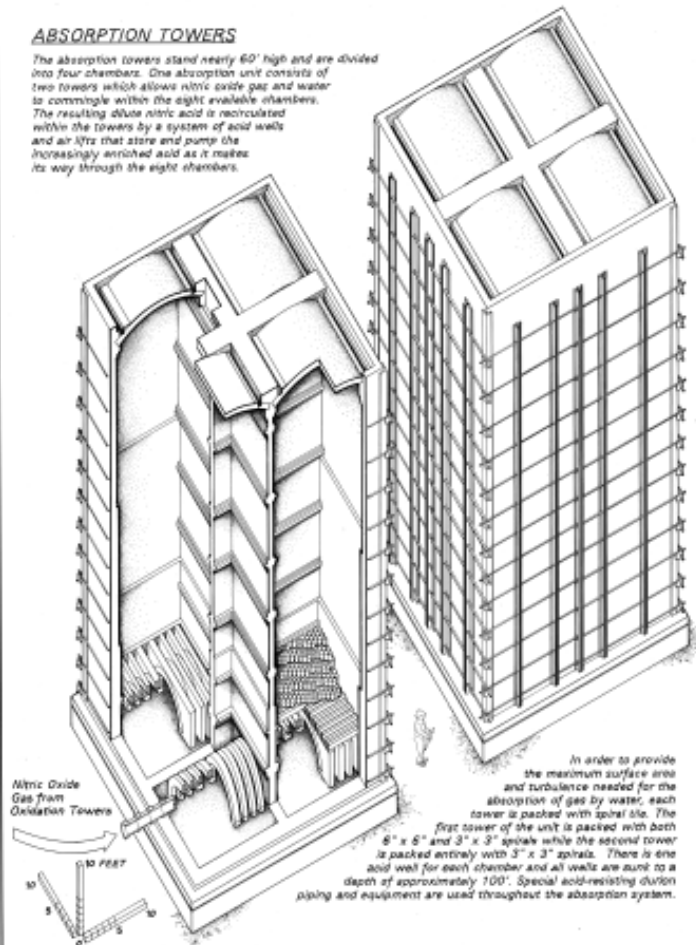 ABSORPTION TOWERS
The absorption towers stand nearly 60' high and are divided
into four chambers. One absorption unit consists of
two towers which allows nitric oxide gas and water
to commingle within the eight available chambers.
The resulting dilute nitric acid is recirculated
within the towers by a system of acid wells
and air lifts that store and pump the
increasingly enriched acid as it makes
its way through the eight chambers.
Nitric Oxide
Gas from
Oxidation Towers
10 FEET
10
5
5
10
0
In order to provide
the maximum surface area
and turbulence needed for the
absorption of gas by water, each
tower is packed with spiral tile. The
first tower of the unit is packed with both
6" x 6" and 3" x 3" spirals while the second tower
is packed entirely with 3" x 3" spirals. There is one
acid well for each chamber and all wells are sunk to a
depth of approximately 100'. Special acid-resisting durion
piping and equipment are used throughout the absorption system.